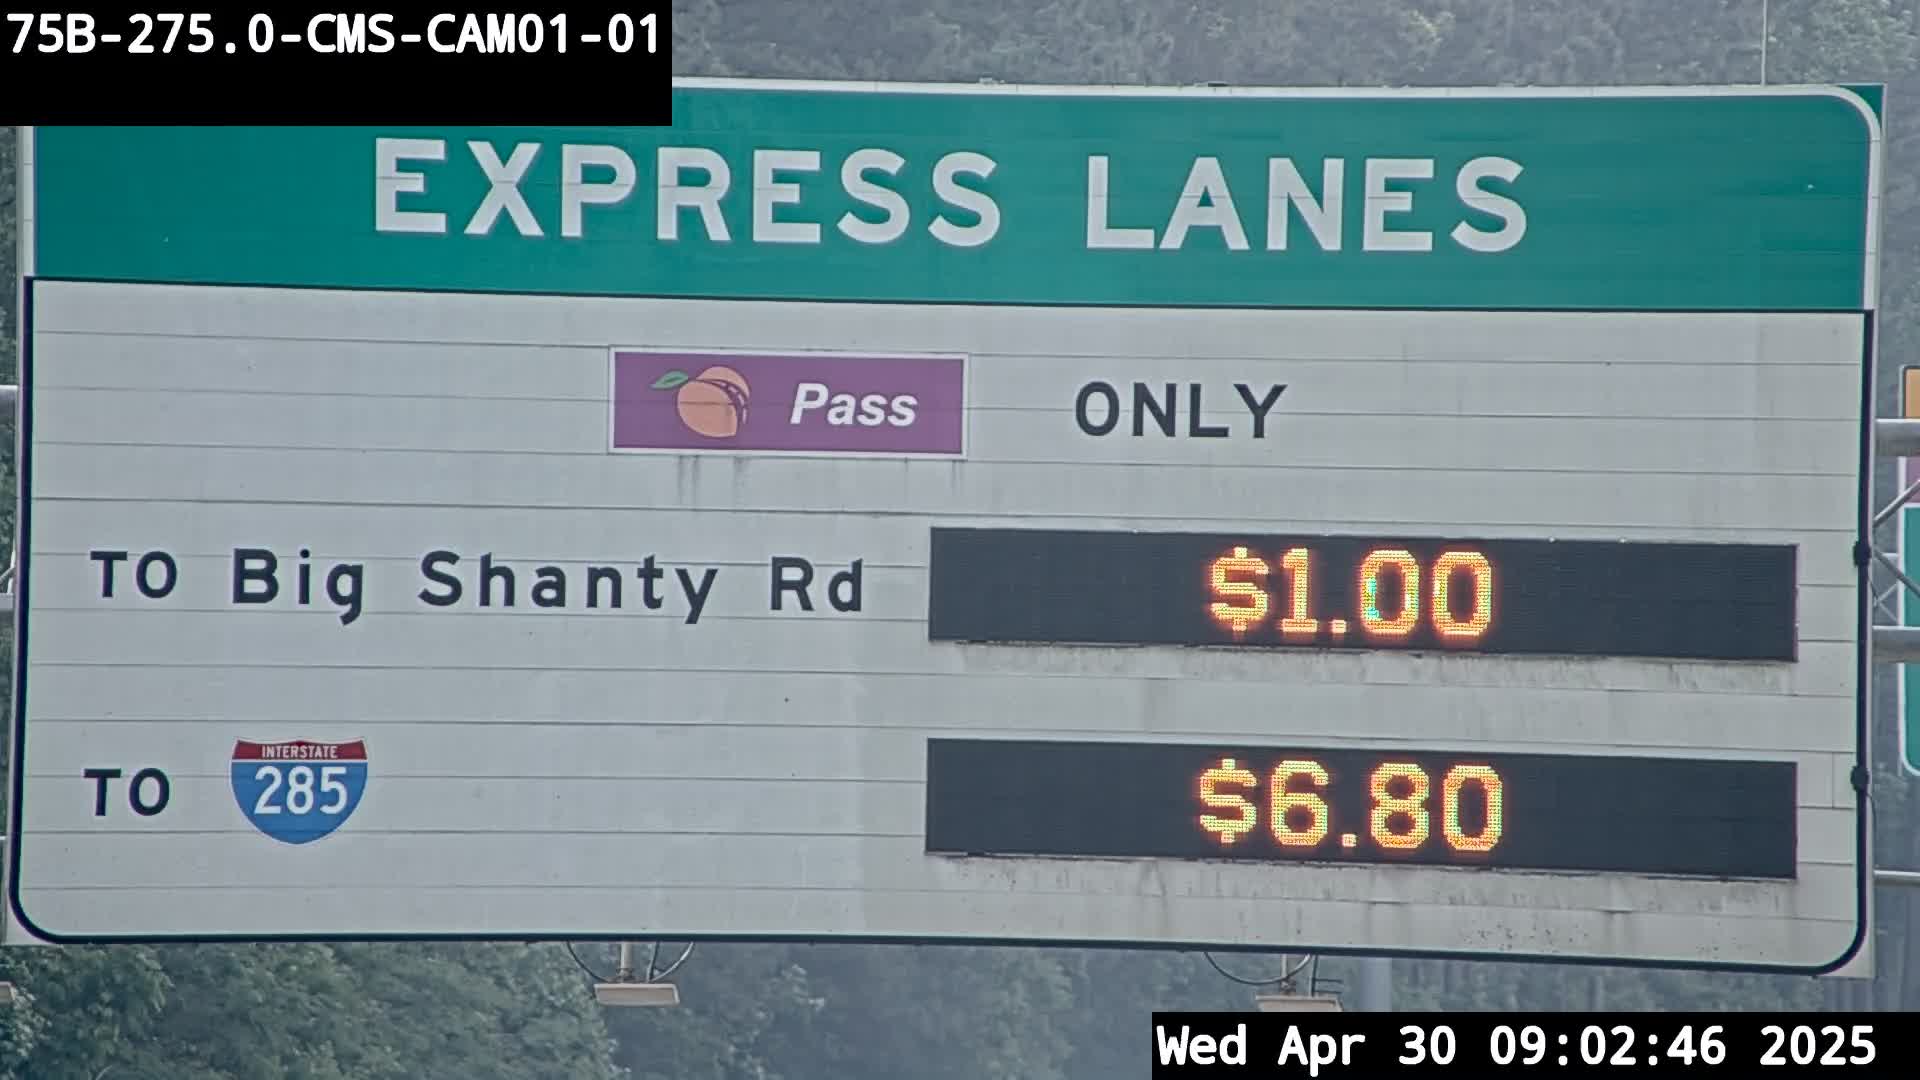 75B-275.0-CMS-CAM01-01
EXPRESS LANES
Pass ONLY
TO Big Shanty Rd $1.00
INTERSTATE
TO 285 $6.80
Wed Apr 30 09:02:46 2025